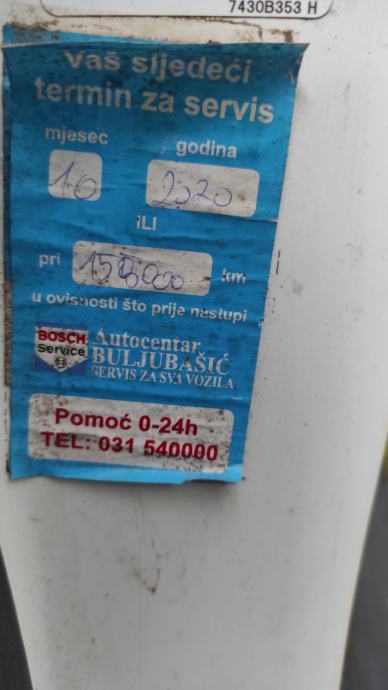 7430B353 H
vaš sljedeći
termin za servis
mjesec godina
10 2020
ILI
pri 155000 km
u ovisnosti što prije nastupi
BOSCH
Service
Autocentar
BULJUBAŠIĆ
SERVIS ZA SVA VOZILA
Pomoć 0-24h
TEL: 031 540000